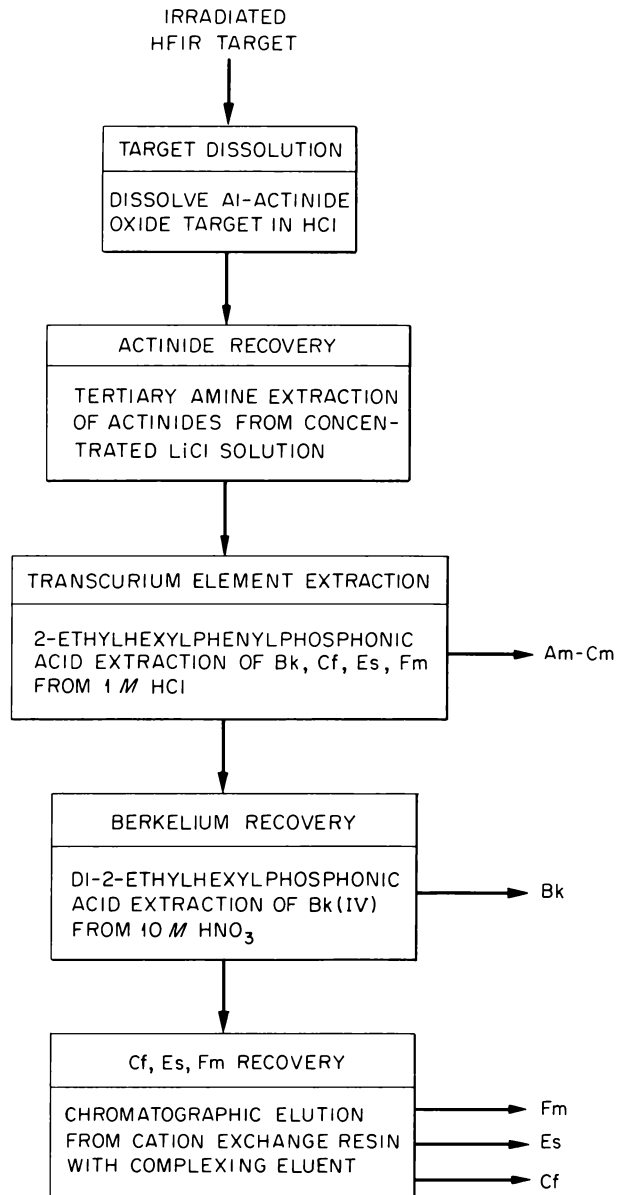 IRRADIATED
HFIR TARGET
TARGET DISSOLUTION
DISSOLVE Al-ACTINIDE
OXIDE TARGET IN HCl
ACTINIDE RECOVERY
TERTIARY AMINE EXTRACTION
OF ACTINIDES FROM CONCEN-
TRATED LiCl SOLUTION
TRANSCURIUM ELEMENT EXTRACTION
2-ETHYLHEXYLPHENYLPHOSPHONIC
ACID EXTRACTION OF Bk, Cf, Es, Fm
FROM 1 M HCl
Am-Cm
BERKELIUM RECOVERY
DI-2-ETHYLHEXYLPHOSPHONIC
ACID EXTRACTION OF Bk(IV)
FROM 10 M HNO3
Bk
Cf, Es, Fm RECOVERY
CHROMATOGRAPHIC ELUTION
FROM CATION EXCHANGE RESIN
WITH COMPLEXING ELUENT
Fm
Es
Cf